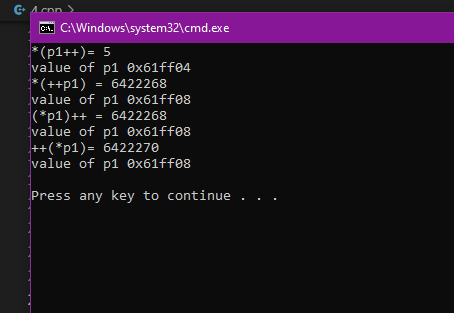 4.cpp >
C:\Windows\system32\cmd.exe
*(p1++)= 5
value of p1 0x61ff04
*(++p1) = 6422268
value of p1 0x61ff08
(*p1)++ = 6422268
value of p1 0x61ff08
++(*p1)= 6422270
value of p1 0x61ff08
Press any key to continue . . .